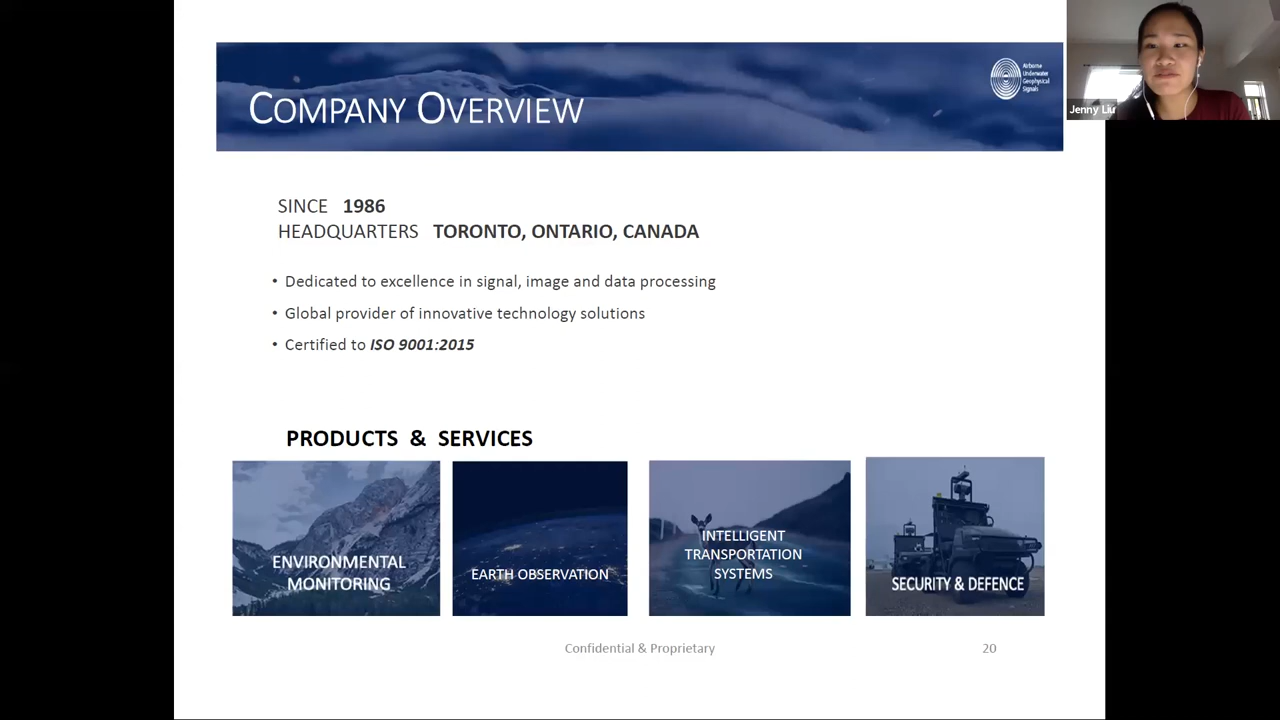 COMPANY OVERVIEW
Airborne
Underwater
Geophysical
Signals
Jenny Liu
SINCE 1986
HEADQUARTERS TORONTO, ONTARIO, CANADA
• Dedicated to excellence in signal, image and data processing
• Global provider of innovative technology solutions
• Certified to ISO 9001:2015
PRODUCTS & SERVICES
ENVIRONMENTAL
MONITORING
EARTH OBSERVATION
INTELLIGENT
TRANSPORTATION
SYSTEMS
SECURITY & DEFENCE
Confidential & Proprietary
20